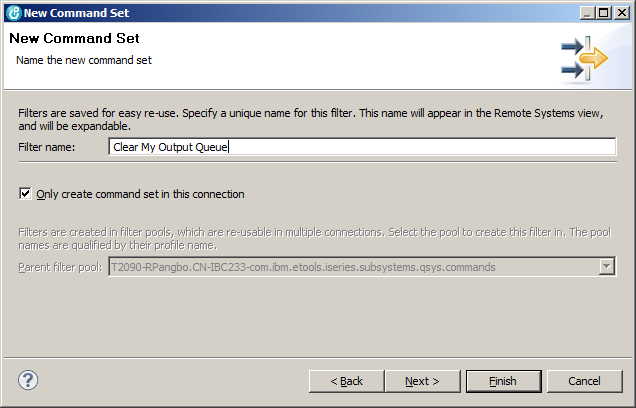 New Command Set
New Command Set
Name the new command set
Filters are saved for easy re-use. Specify a unique name for this filter. This name will appear in the Remote Systems view,
and will be expandable.
Filter name: Clear My Output Queue
Only create command set in this connection
Filters are created in filter pools, which are re-usable in multiple connections. Select the pool to create this filter in. The pool
names are qualified by their profile name.
Parent filter pool: T2090-RPangbo.CN-IBC233-com.ibm.etools.iseries.subsystems.qsys.commands
? < Back Next > Finish Cancel